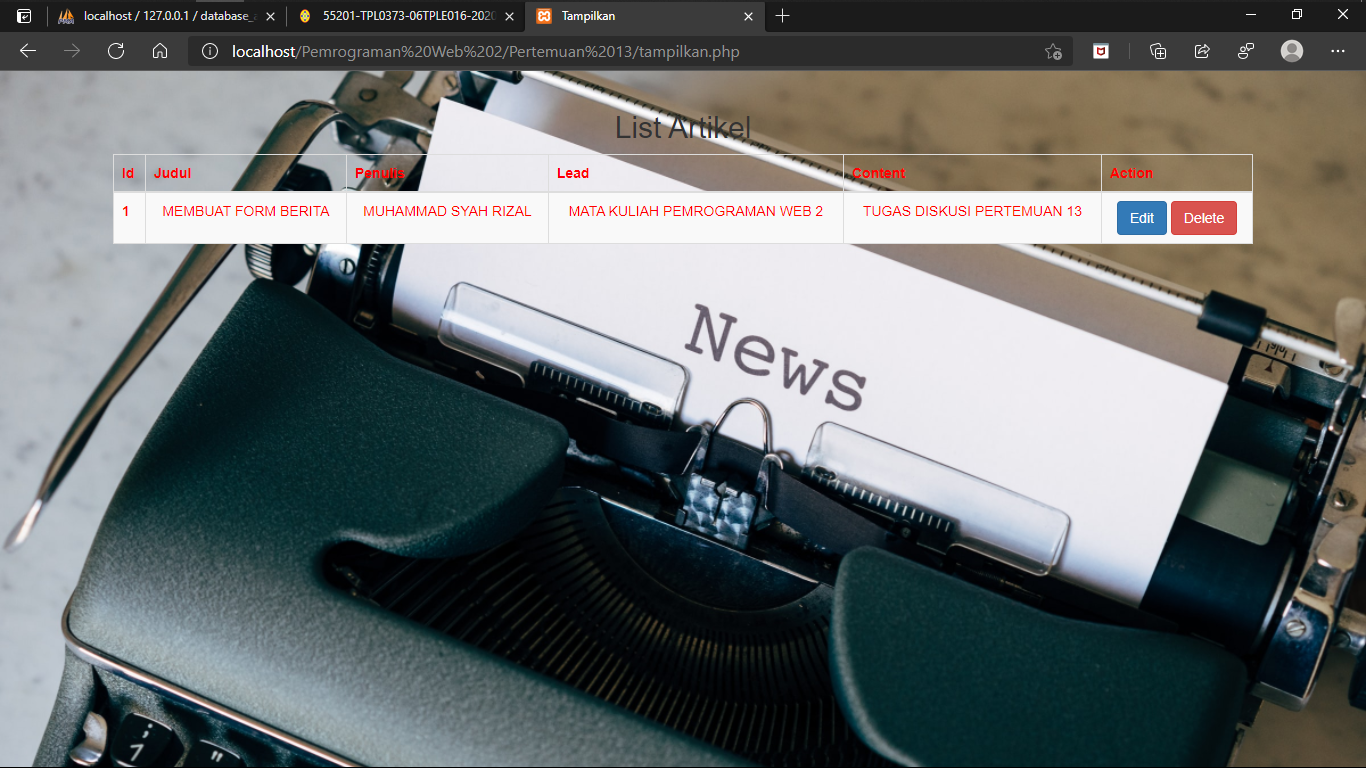 localhost / 127.0.0.1 / database_a
55201-TPL0373-06TPLE016-2020
Tampilkan
localhost/Pemrograman%20Web%202/Pertemuan%2013/tampilkan.php
List Artikel
Id Judul Penulis Lead Content Action
1 MEMBUAT FORM BERITA MUHAMMAD SYAH RIZAL MATA KULIAH PEMROGRAMAN WEB 2 TUGAS DISKUSI PERTEMUAN 13 Edit Delete
News